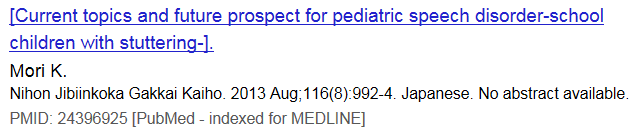 [Current topics and future prospect for pediatric speech disorder-school
children with stuttering-].
Mori K.
Nihon Jibiinkoka Gakkai Kaiho. 2013 Aug;116(8):992-4. Japanese. No abstract available.
PMID: 24396925 [PubMed - indexed for MEDLINE]